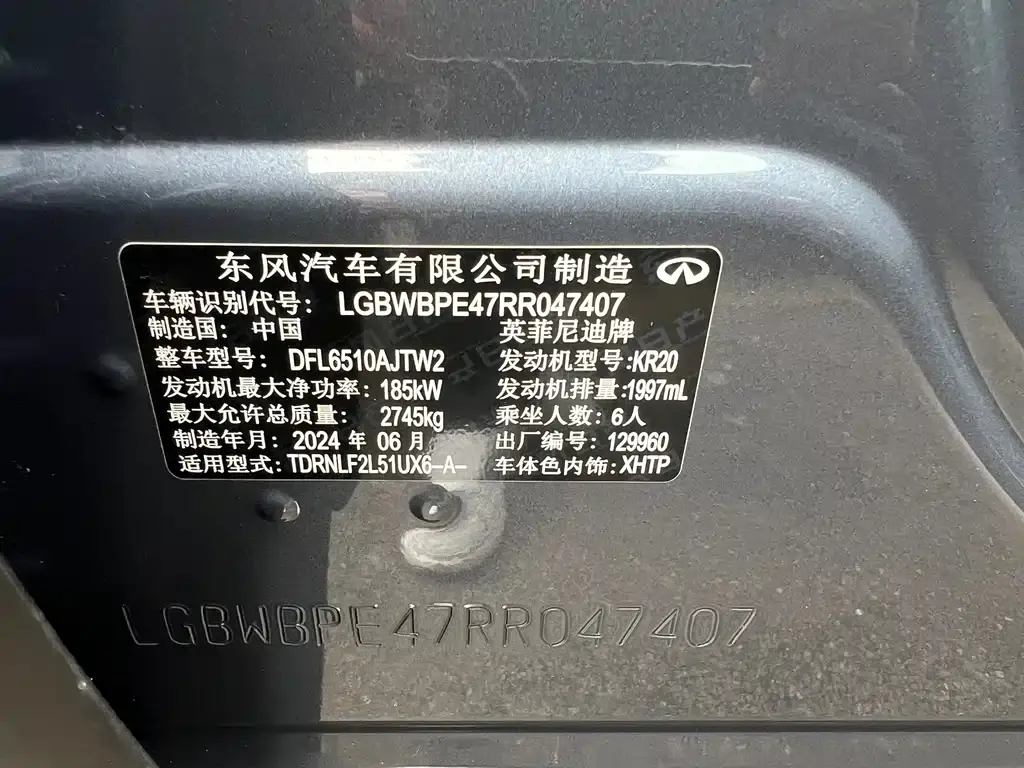 东风汽车有限公司制造
车辆识别代号： LGBWBPE47RR047407
制造国： 中国 英菲尼迪牌
整车型号： DFL6510AJTW2 发动机型号:KR20
发动机最大净功率： 185kW 发动机排量:1997mL
最大允许总质量： 2745kg 乘坐人数：6人
制造年月：2024 年 06 月 出厂编号：129960
适用型式:TDRNLF2L51UX6-A- 车体色内饰:XHTP
LGBWBPE47RR047407